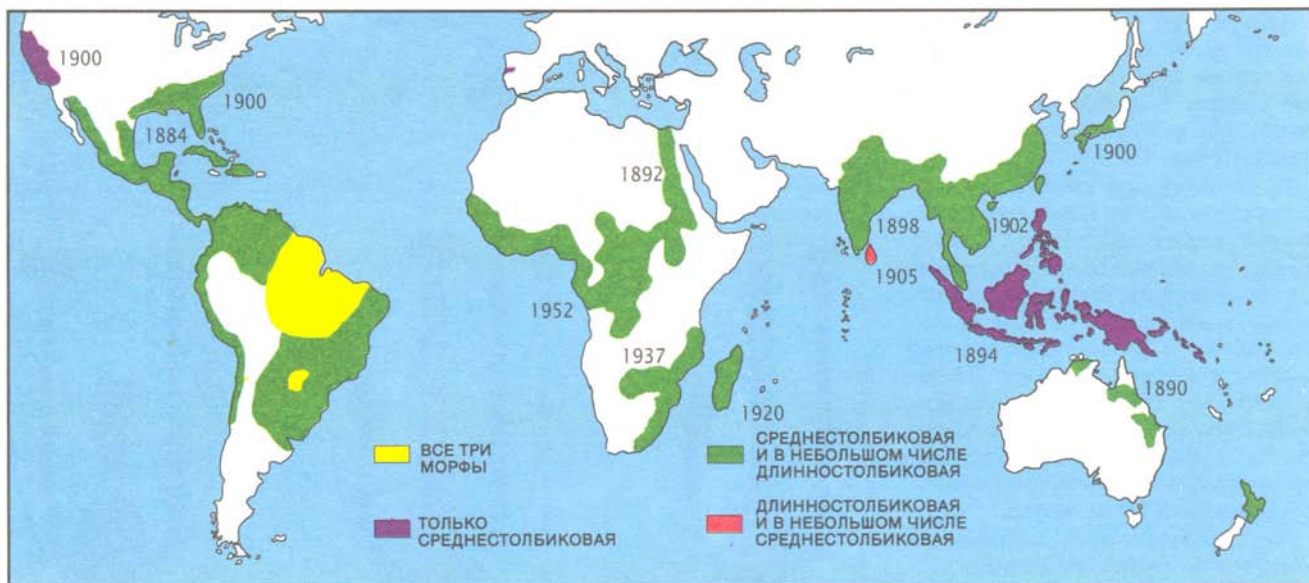 1900
1900
1884
1892
1952
1937
1920
1898
1902
1905
1900
1894
1890
ВСЕ ТРИ
МОРФЫ
ТОЛЬКО
СРЕДНЕСТОЛБИКОВАЯ
СРЕДНЕСТОЛБИКОВАЯ
И В НЕБОЛЬШОМ ЧИСЛЕ
ДЛИННОСТОЛБИКОВАЯ
ДЛИННОСТОЛБИКОВАЯ
И В НЕБОЛЬШОМ ЧИСЛЕ
СРЕДНЕСТОЛБИКОВАЯ